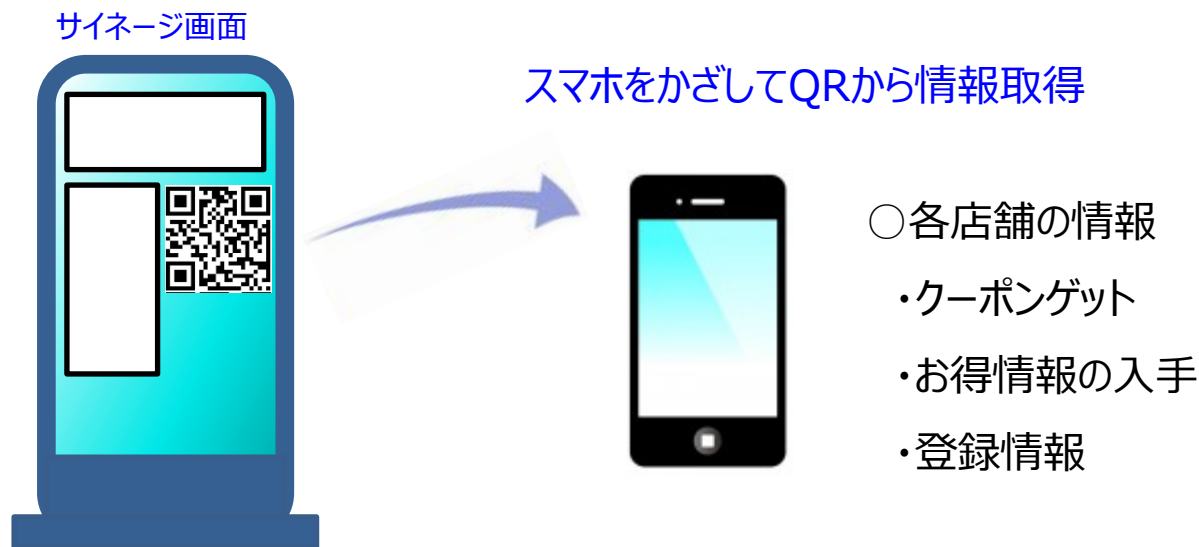 サイネージ画面
スマホをかざしてQRから情報取得
○各店舗の情報
・クーポンゲット
・お得情報の入手
・登録情報